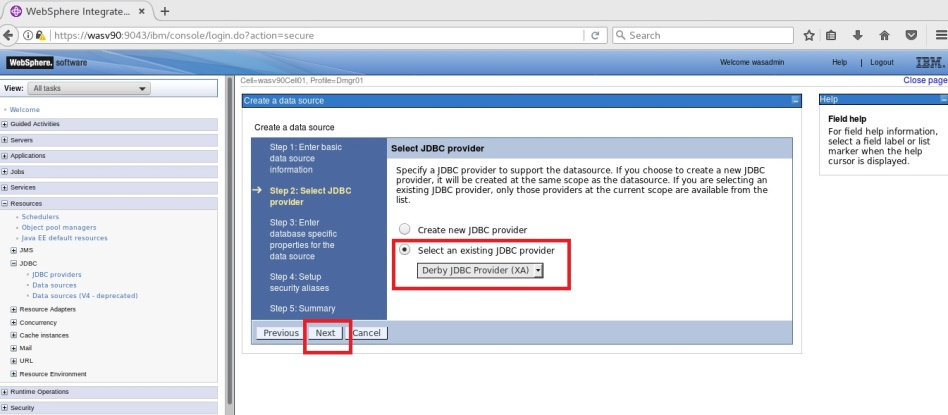 WebSphere Integrate...
https://wasv90:9043/ibm/console/login.do?action=secure
Search
WebSphere. software
Welcome wasadmin
Help | Logout
IBM.
View: All tasks
Cell=wasv90Cell01, Profile=Dmgr01
Close page
Welcome
Guided Activities
Servers
Applications
Jobs
Services
Resources
Schedulers
Object pool managers
Java EE default resources
JMS
JDBC
JDBC providers
Data sources
Data sources (V4 - deprecated)
Resource Adapters
Concurrency
Cache instances
Mail
URL
Resource Environment
Runtime Operations
Security
Create a data source
Create a data source
Step 1: Enter basic
data source
information
Step 2: Select JDBC
provider
Step 3: Enter
database specific
properties for the
data source
Step 4: Setup
security aliases
Step 5: Summary
Select JDBC provider
Specify a JDBC provider to support the datasource. If you choose to create a new JDBC
provider, it will be created at the same scope as the datasource. If you are selecting an
existing JDBC provider, only those providers at the current scope are available from the
list.
Create new JDBC provider
Select an existing JDBC provider
Derby JDBC Provider (XA)
Previous
Next
Cancel
Help
Field help
For field help information,
select a field label or list
marker when the help
cursor is displayed.